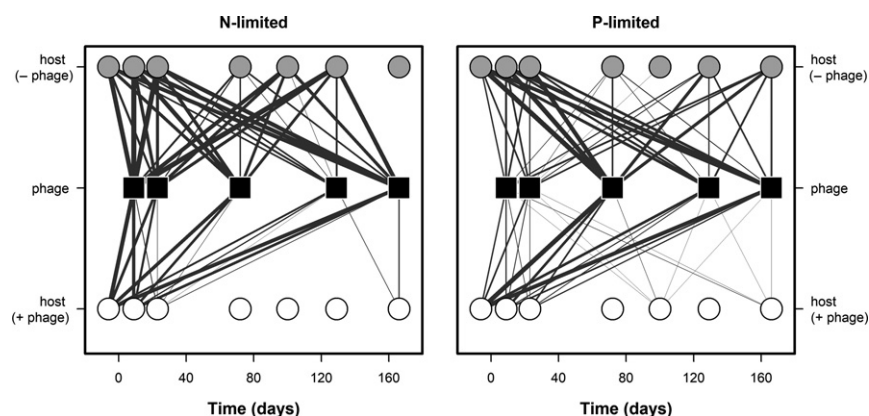 N-limited
P-limited
host
(– phage)
host
(– phage)
phage
phage
host
(+ phage)
host
(+ phage)
0 40 80 120 160
0 40 80 120 160
Time (days)
Time (days)